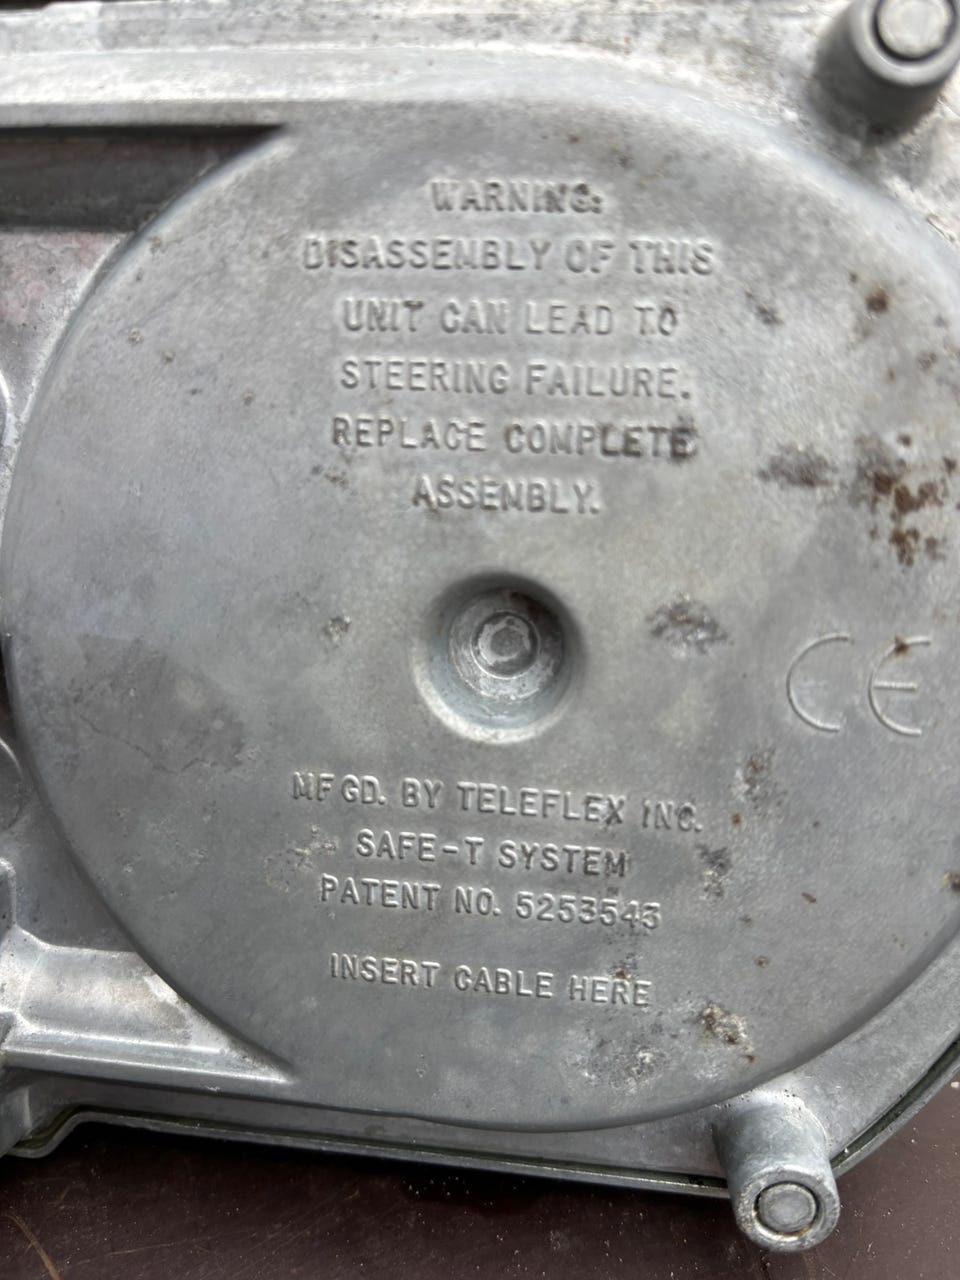 WARNING:
DISASSEMBLY OF THIS
UNIT CAN LEAD TO
STEERING FAILURE.
REPLACE COMPLETE
ASSEMBLY.
CE
MFGD. BY TELEFLEX INC.
SAFE-T SYSTEM
PATENT NO. 5253543
INSERT CABLE HERE